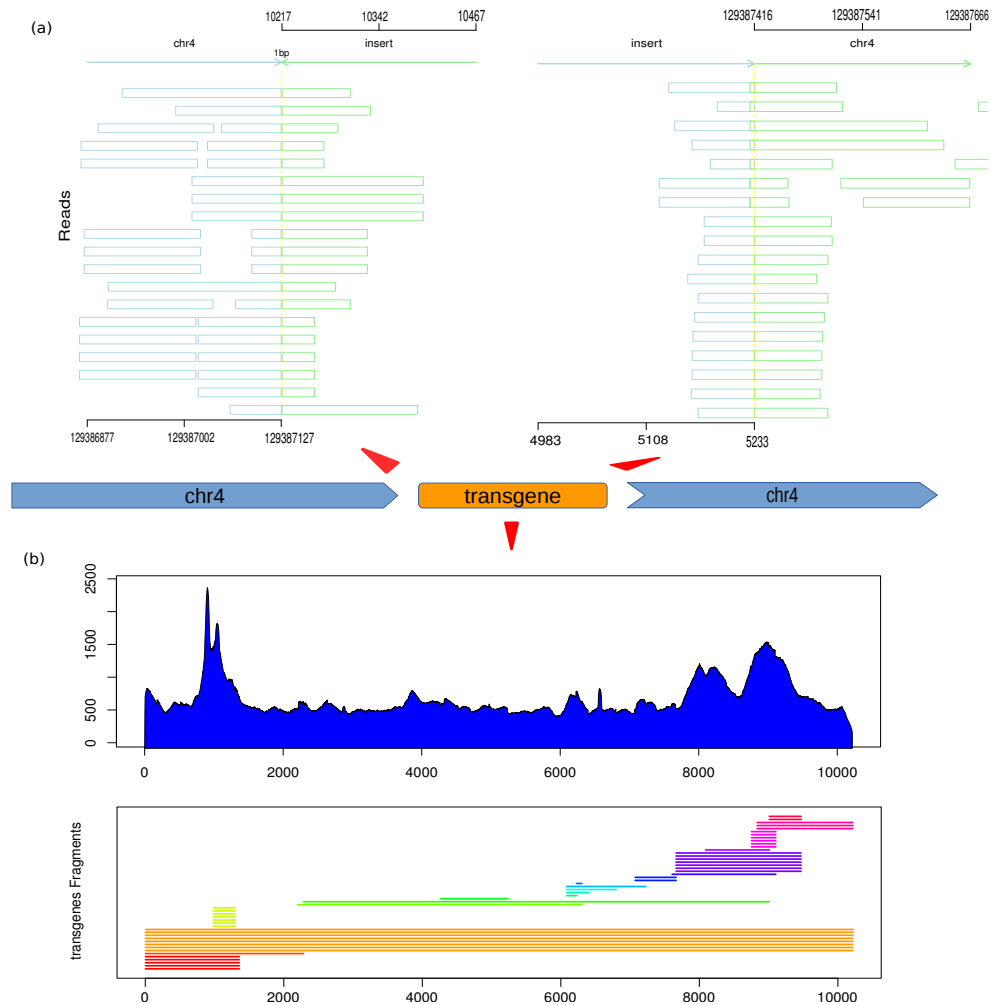 (a)
10217 10342 10467
chr4 insert
1bp
Reads
129386877 129387002 129387127
129387416 129387541 129387666
insert chr4
4983 5108 5233
chr4 transgene chr4
(b)
2500
1500
500
0
0 2000 4000 6000 8000 10000
transgenes Fragments
0 2000 4000 6000 8000 10000